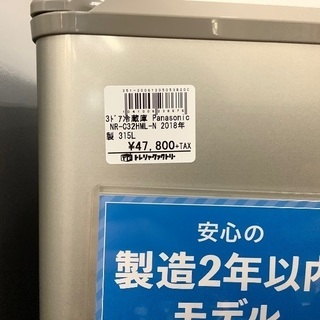 3ドア冷蔵庫 Panasonic
NR-C32HML-N 2018年
製 315L
¥47,800+TAX
トレジャーファクトリー
安心の
製造2年以内
モデル